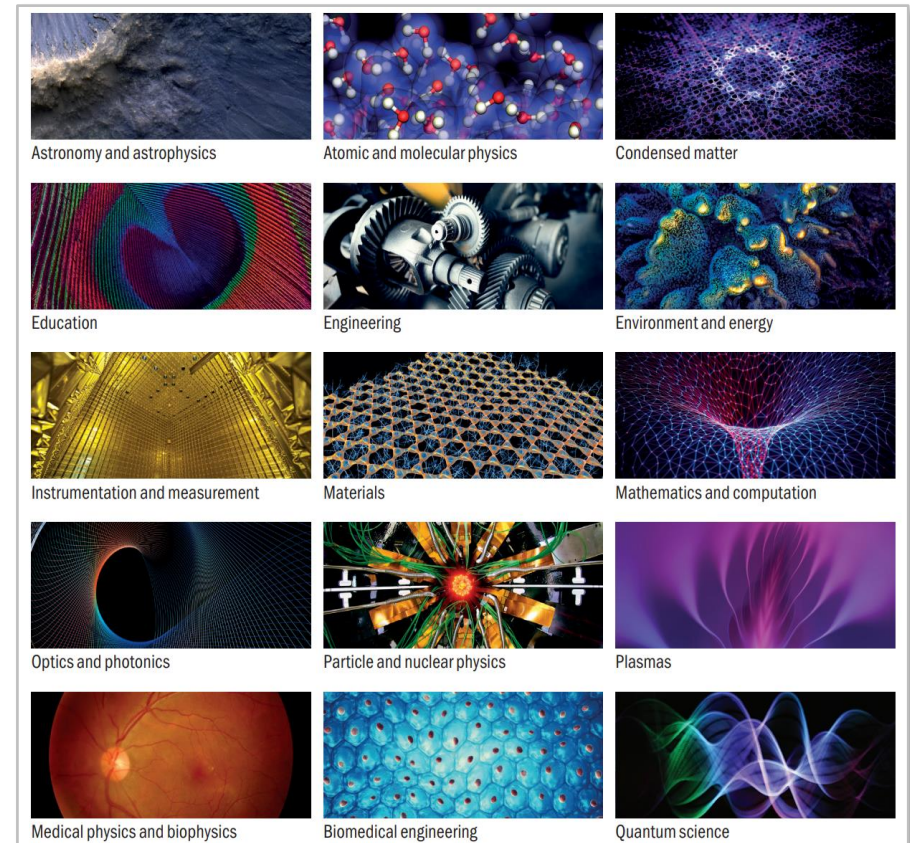 Astronomy and astrophysics
Atomic and molecular physics
Condensed matter
Education
Engineering
Environment and energy
Instrumentation and measurement
Materials
Mathematics and computation
Optics and photonics
Particle and nuclear physics
Plasmas
Medical physics and biophysics
Biomedical engineering
Quantum science